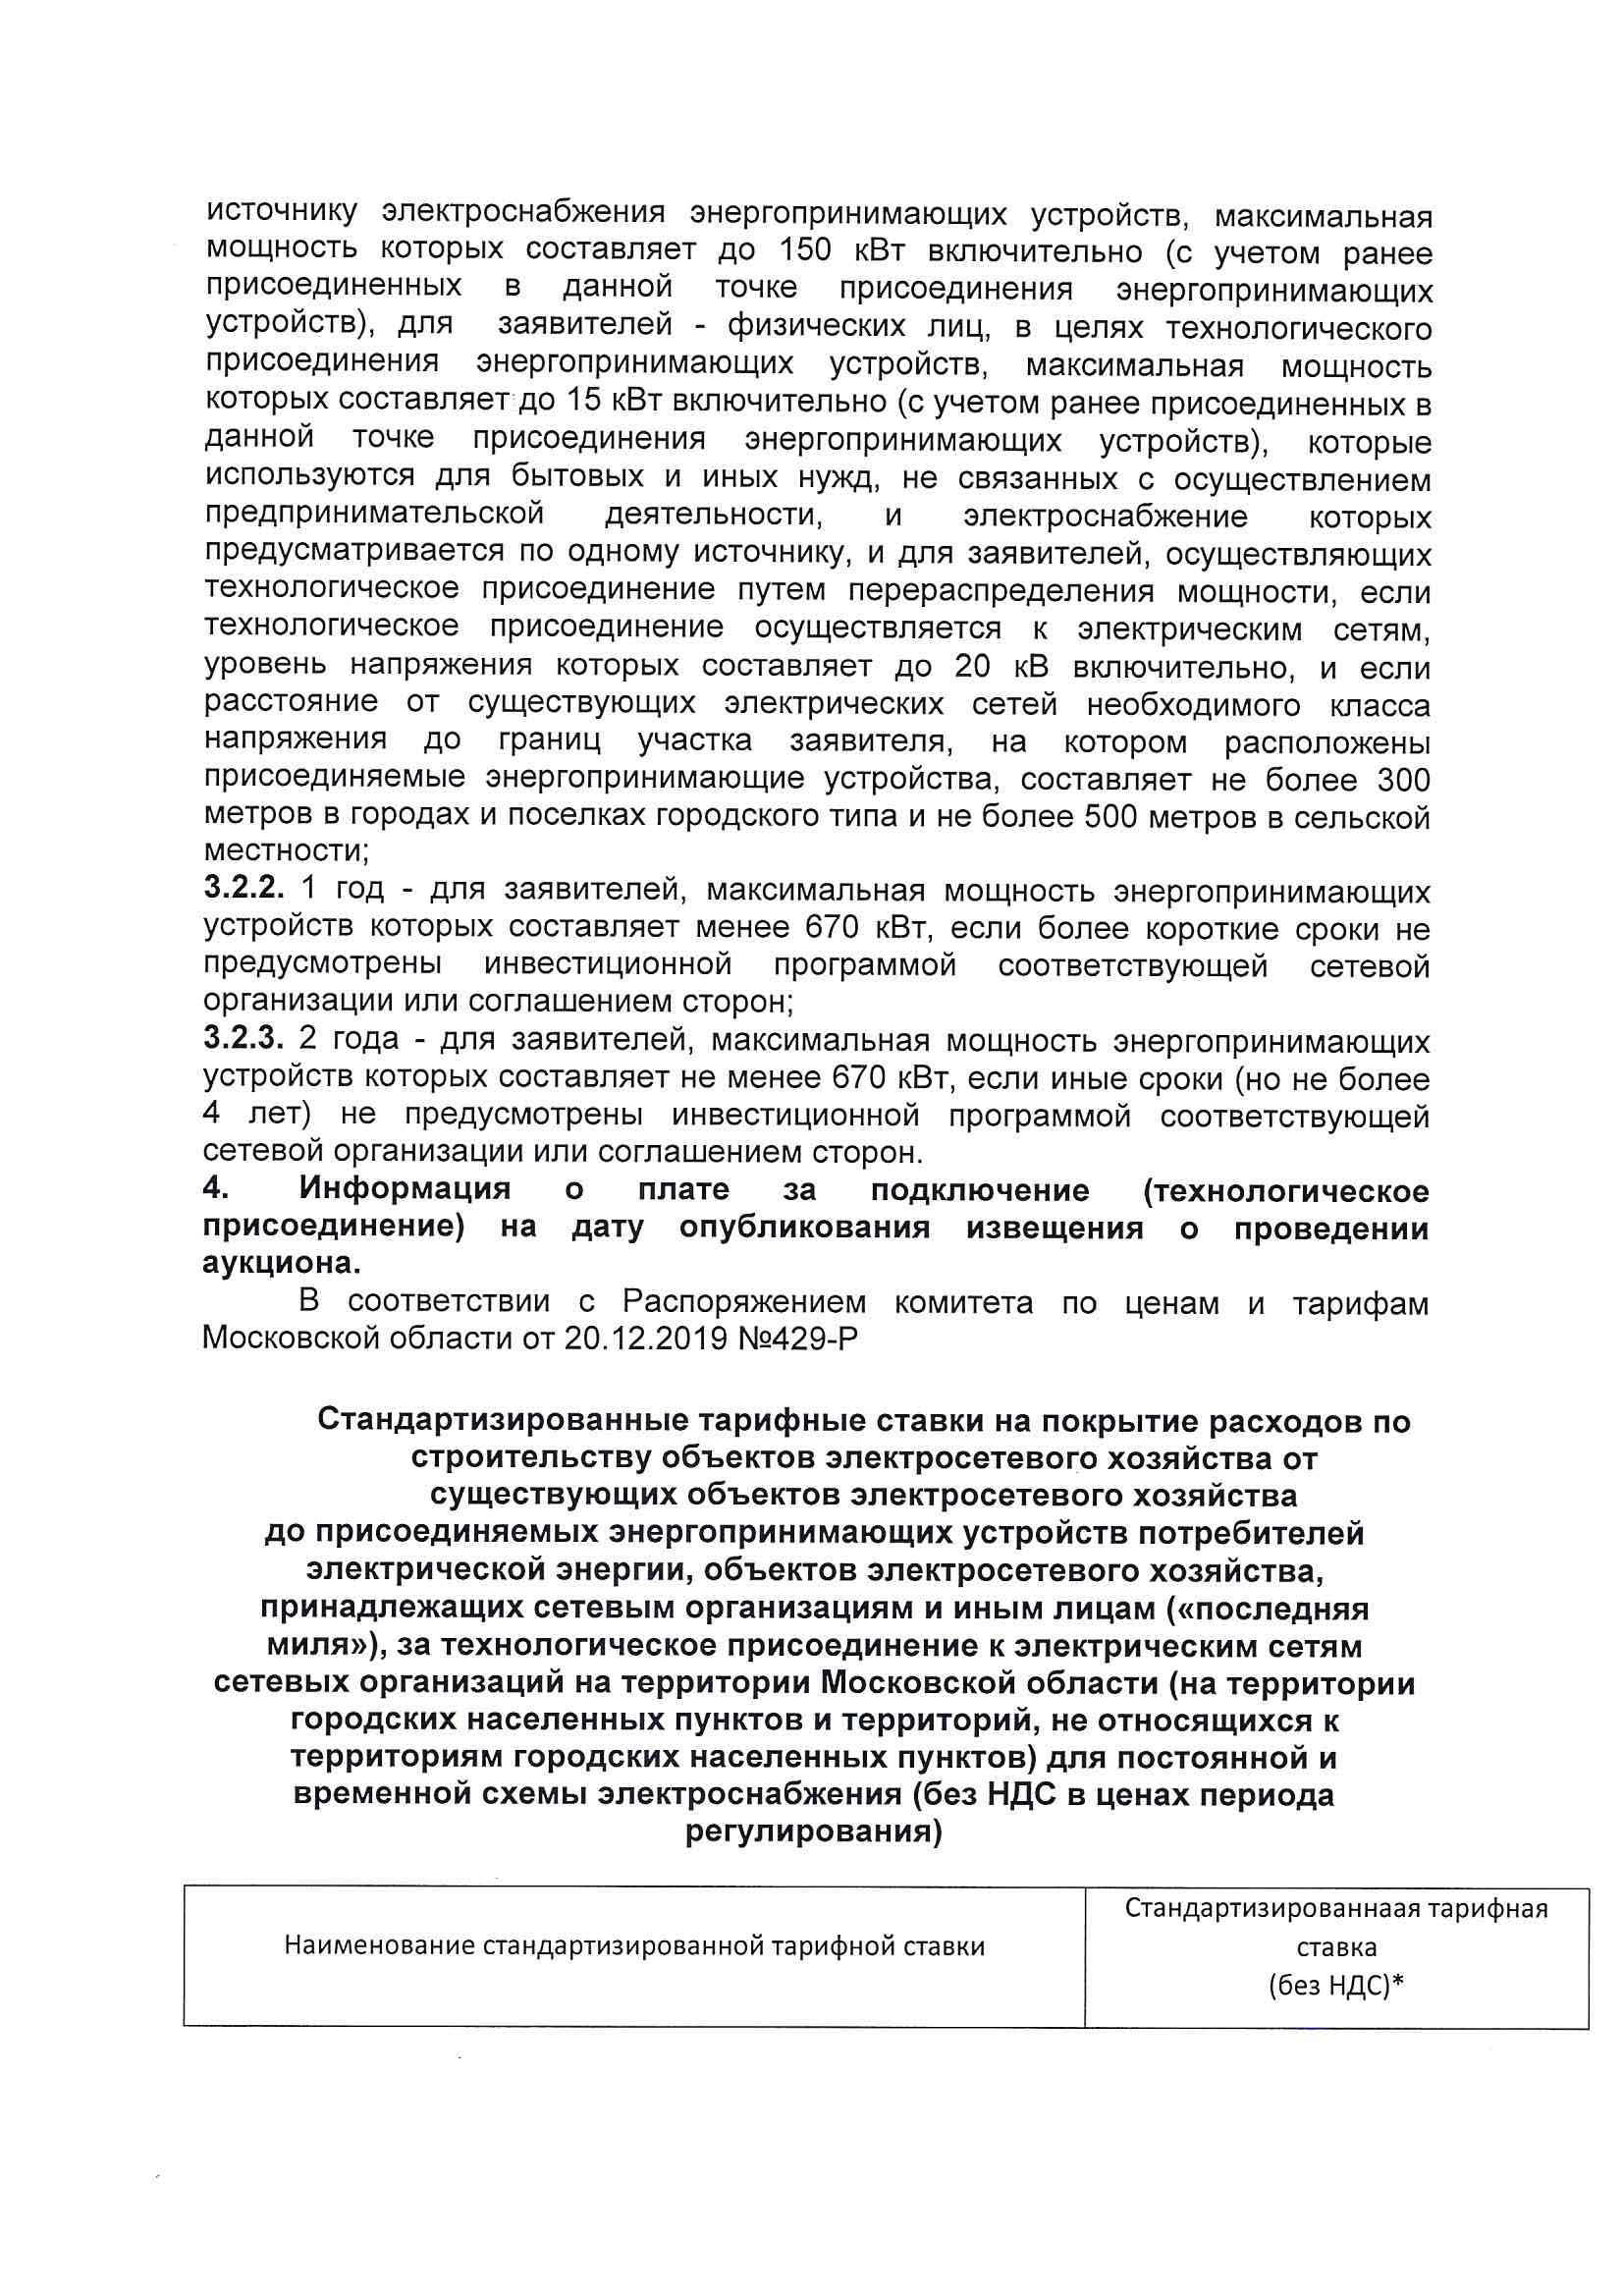 источнику электроснабжения энергопринимающих устройств, максимальная
мощность которых составляет до 150 кВт включительно (с учетом ранее
присоединенных в данной точке присоединения энергопринимающих
устройств), для заявителей - физических лиц, в целях технологического
присоединения энергопринимающих устройств, максимальная мощность
которых составляет до 15 кВт включительно (с учетом ранее присоединенных в
данной точке присоединения энергопринимающих устройств), которые
используются для бытовых и иных нужд, не связанных с осуществлением
предпринимательской деятельности, и электроснабжение которых
предусматривается по одному источнику, и для заявителей, осуществляющих
технологическое присоединение путем перераспределения мощности, если
технологическое присоединение осуществляется к электрическим сетям,
уровень напряжения которых составляет до 20 кВ включительно, и если
расстояние от существующих электрических сетей необходимого класса
напряжения до границ участка заявителя, на котором расположены
присоединяемые энергопринимающие устройства, составляет не более 300
метров в городах и поселках городского типа и не более 500 метров в сельской
местности;
3.2.2. 1 год - для заявителей, максимальная мощность энергопринимающих
устройств которых составляет менее 670 кВт, если более короткие сроки не
предусмотрены инвестиционной программой соответствующей сетевой
организации или соглашением сторон;
3.2.3. 2 года - для заявителей, максимальная мощность энергопринимающих
устройств которых составляет не менее 670 кВт, если иные сроки (но не более
4 лет) не предусмотрены инвестиционной программой соответствующей
сетевой организации или соглашением сторон.
4. Информация о плате за подключение (технологическое
присоединение) на дату опубликования извещения о проведении
аукциона.
В соответствии с Распоряжением комитета по ценам и тарифам
Московской области от 20.12.2019 №429-Р
Стандартизированные тарифные ставки на покрытие расходов по
строительству объектов электросетевого хозяйства от
существующих объектов электросетевого хозяйства
до присоединяемых энергопринимающих устройств потребителей
электрической энергии, объектов электросетевого хозяйства,
принадлежащих сетевым организациям и иным лицам («последняя
миля»), за технологическое присоединение к электрическим сетям
сетевых организаций на территории Московской области (на территории
городских населенных пунктов и территорий, не относящихся к
территориям городских населенных пунктов) для постоянной и
временной схемы электроснабжения (без НДС в ценах периода
регулирования)
Наименование стандартизированной тарифной ставки
Стандартизированнаая тарифная
ставка
(без НДС)*